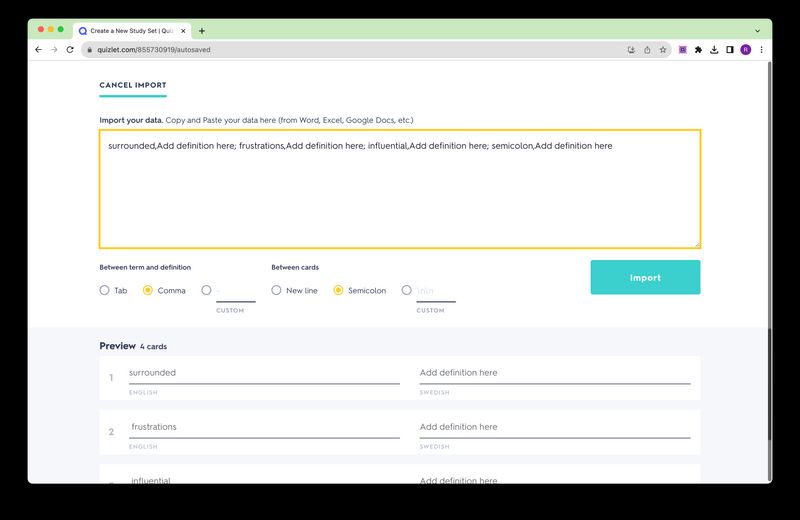 Create a New Study Set | Quiz
quizlet.com/855730919/autosaved
R
CANCEL IMPORT
Import your data. Copy and Paste your data here (from Word, Excel, Google Docs, etc.)
surrounded,Add definition here; frustrations,Add definition here; influential,Add definition here; semicolon,Add definition here
Between term and definition
Between cards
Tab
Comma
-
New line
Semicolon
\n\n
Import
CUSTOM
CUSTOM
Preview 4 cards
1
surrounded
Add definition here
ENGLISH
SWEDISH
2
frustrations
Add definition here
ENGLISH
SWEDISH
influential
Add definition here